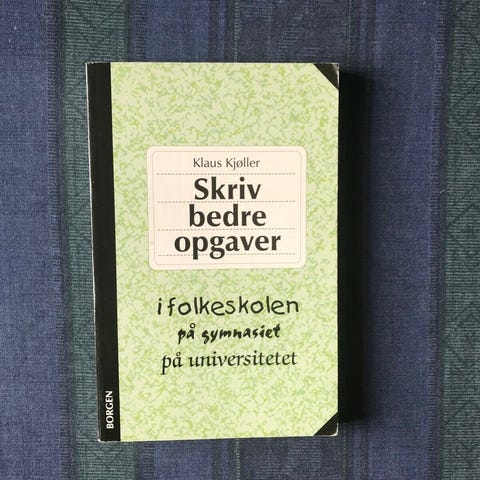 Klaus Kjøller
Skriv
bedre
opgaver
i folkeskolen
på gymnasiet
på universitetet
BORGEN